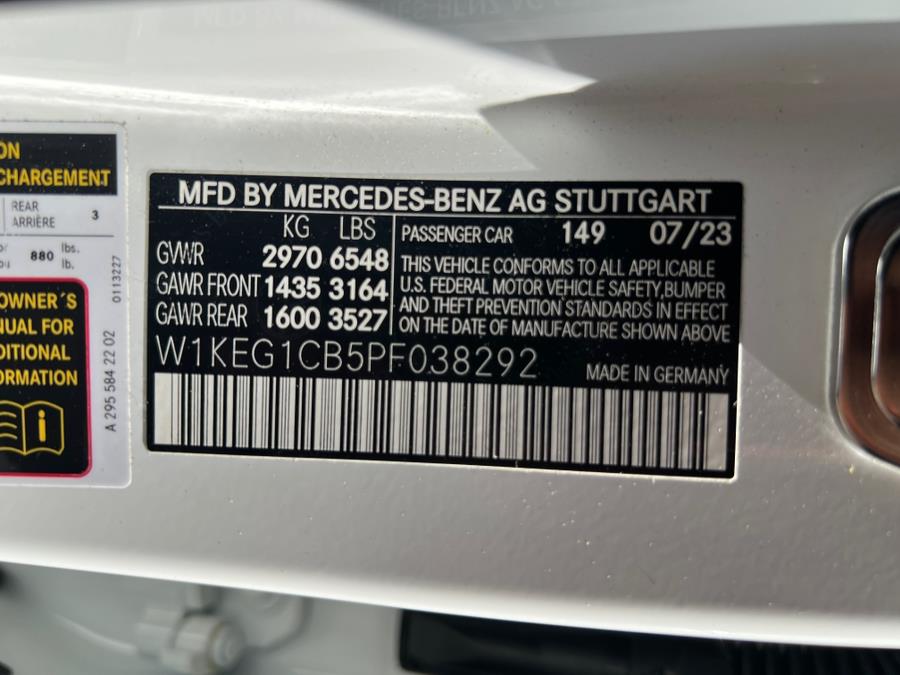 ON
CHARGEMENT
REAR
ARRIÈRE 3
880 lbs.
lb.
0113227
OWNER´S
NUAL FOR
DITIONAL
ORMATION
A 295 584 22 02
MFD BY MERCEDES-BENZ AG STUTTGART
KG LBS
GVWR 2970 6548
GAWR FRONT 1435 3164
GAWR REAR 1600 3527
PASSENGER CAR 149 07/23
THIS VEHICLE CONFORMS TO ALL APPLICABLE
U.S. FEDERAL MOTOR VEHICLE SAFETY,BUMPER
AND THEFT PREVENTION STANDARDS IN EFFECT
ON THE DATE OF MANUFACTURE SHOWN ABOVE
W1KEG1CB5PF038292
MADE IN GERMANY